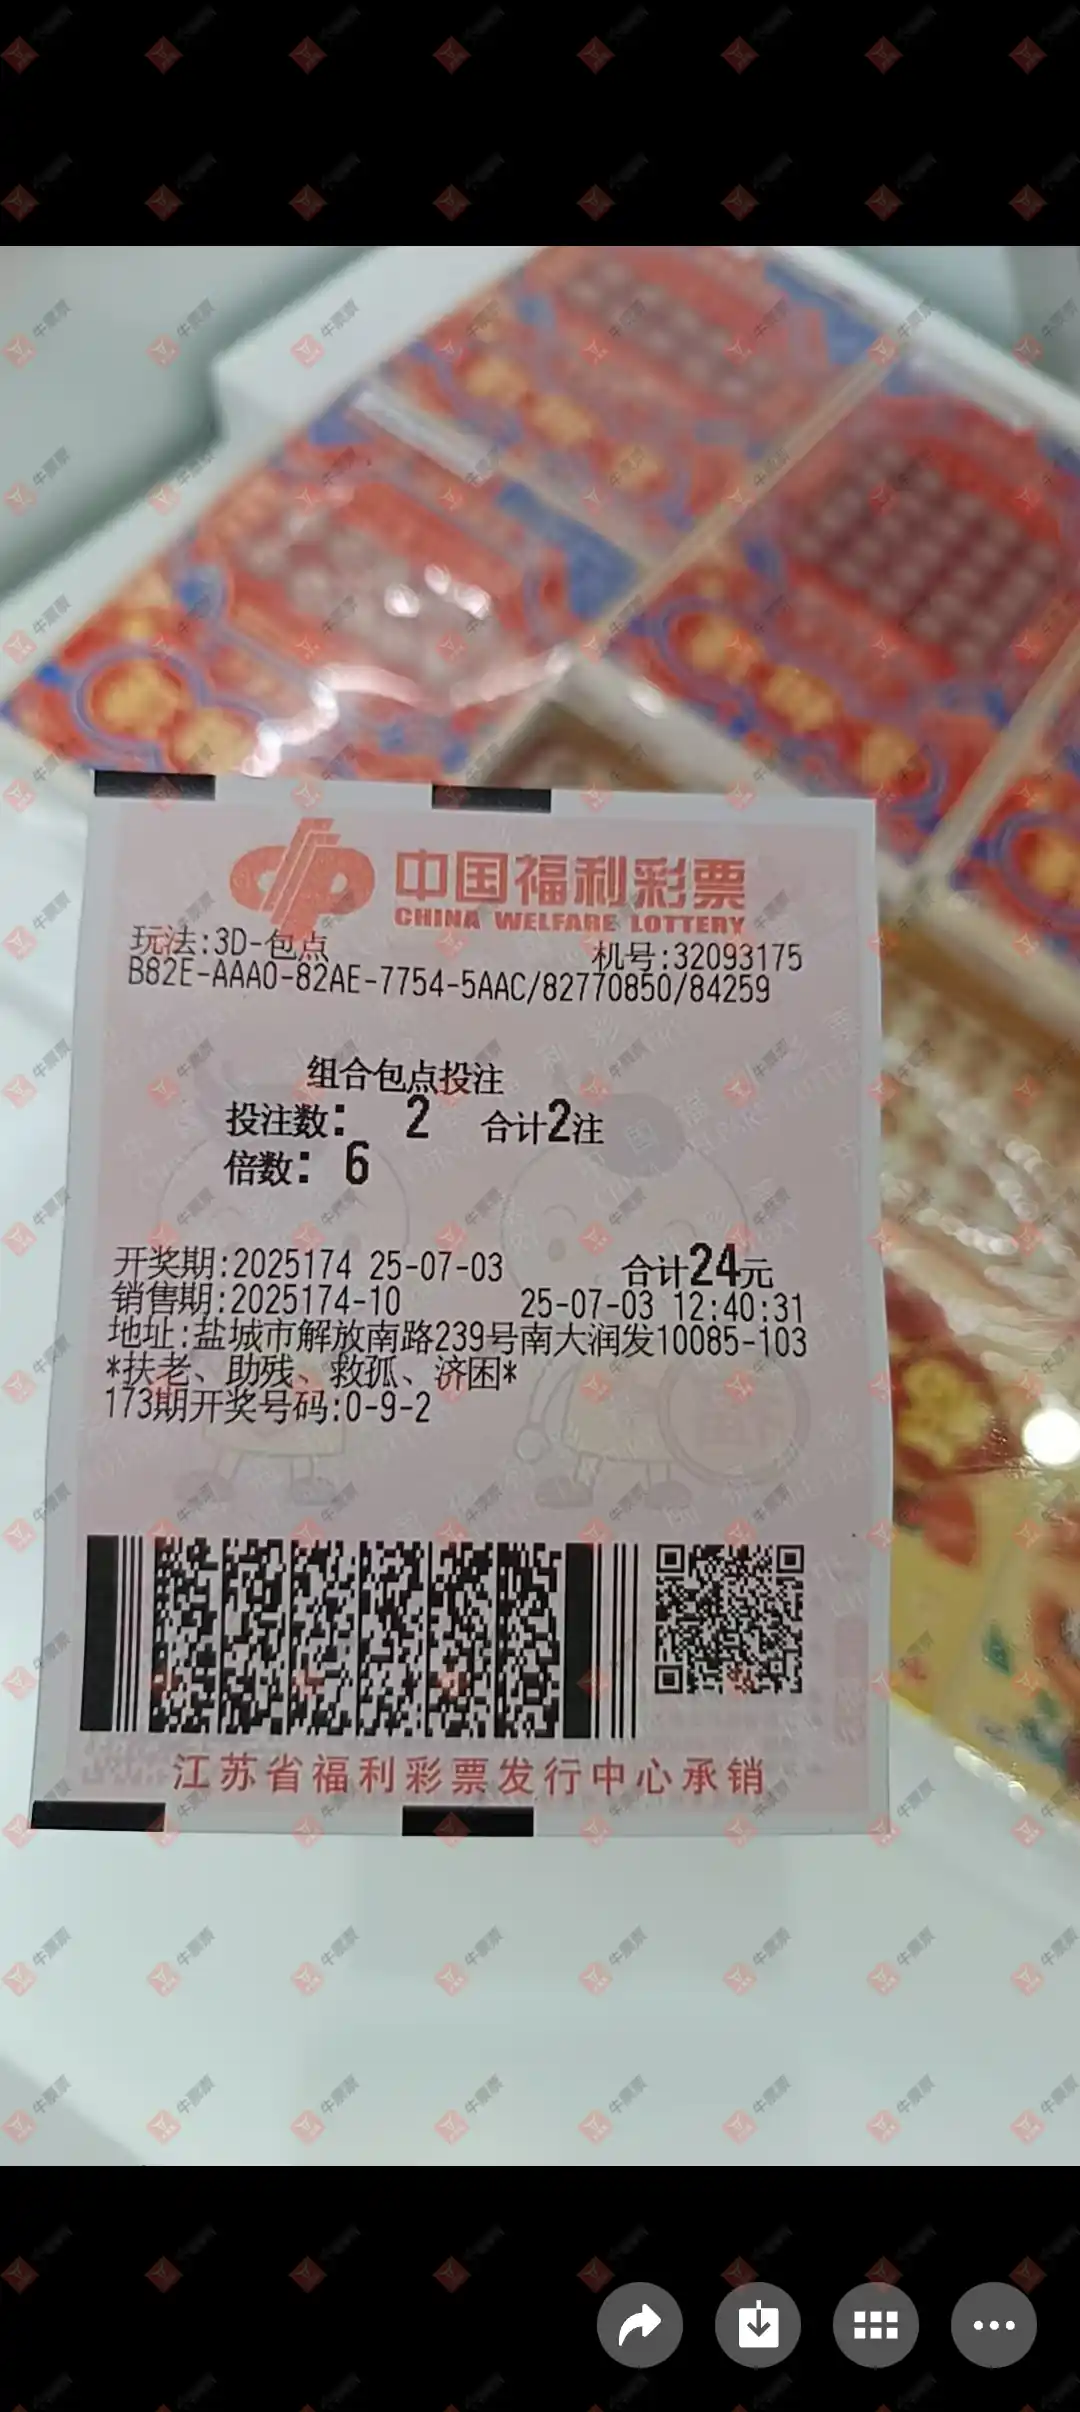 中国福利彩票
CHINA WELFARE LOTTERY
玩法:3D-包点 机号:32093175
B82E-AAA0-82AE-7754-5AAC/82770850/84259
组合包点投注
投注数: 2 合计2注
倍数: 6
开奖期:2025174 25-07-03 合计24元
销售期:2025174-10 25-07-03 12:40:31
地址:盐城市解放南路239号南大润发10085-103
*扶老、助残、救孤、济困*
173期开奖号码:0-9-2
江苏省福利彩票发行中心承销
牛票票